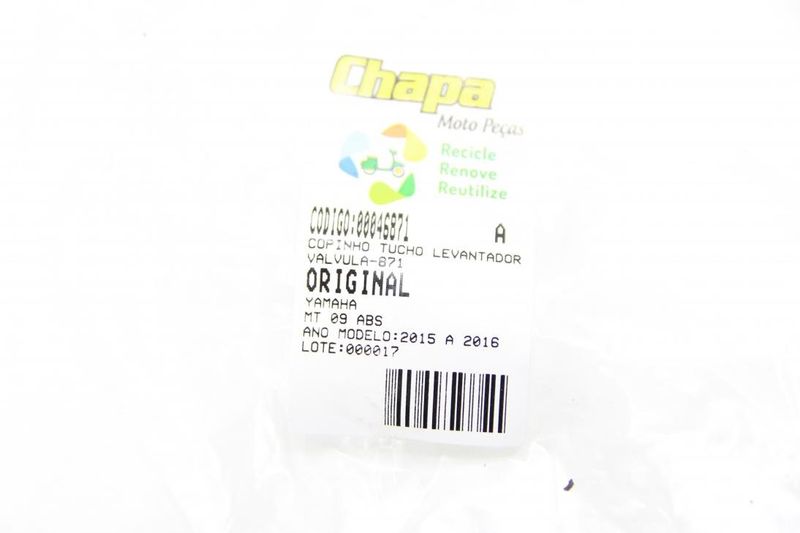 Chapa
Moto Peças
Recicle
Renove
Reutilize
CODIGO:00046871 A
COPINHO TUCHO LEVANTADOR
VALVULA-871
ORIGINAL
YAMAHA
MT 09 ABS
ANO MODELO:2015 A 2016
LOTE:000017